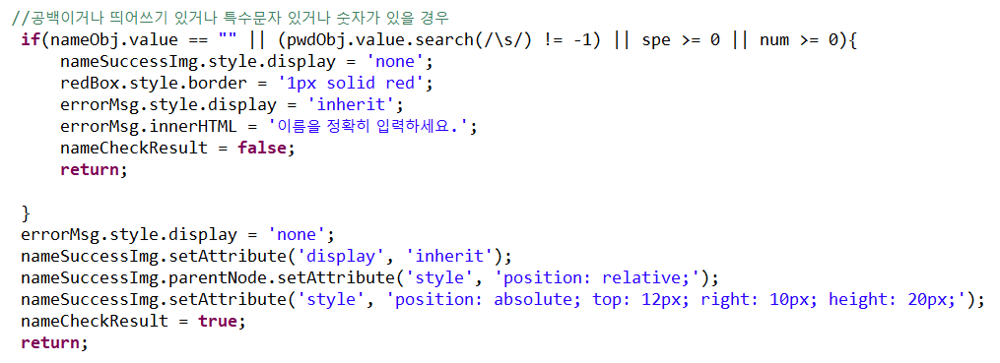 //공백이거나 띄어쓰기 있거나 특수문자 있거나 숫자가 있을 경우
if(nameObj.value == "" || (pwdObj.value.search(/\s/) != -1) || spe >= 0 || num >= 0){
nameSuccessImg.style.display = 'none';
redBox.style.border = '1px solid red';
errorMsg.style.display = 'inherit';
errorMsg.innerHTML = '이름을 정확히 입력하세요.';
nameCheckResult = false;
return;
}
errorMsg.style.display = 'none';
nameSuccessImg.setAttribute('display', 'inherit');
nameSuccessImg.parentNode.setAttribute('style', 'position: relative;');
nameSuccessImg.setAttribute('style', 'position: absolute; top: 12px; right: 10px; height: 20px;');
nameCheckResult = true;
return;